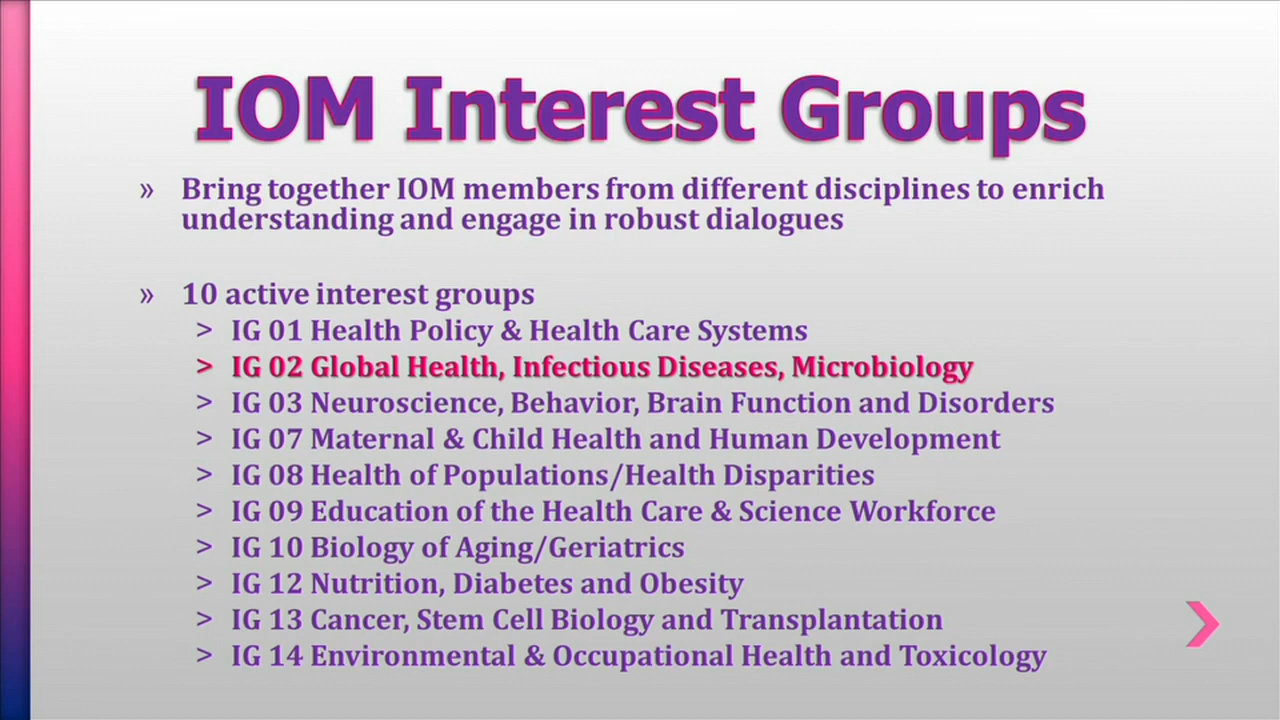 IOM Interest Groups
» Bring together IOM members from different disciplines to enrich
understanding and engage in robust dialogues
» 10 active interest groups
> IG 01 Health Policy & Health Care Systems
> IG 02 Global Health, Infectious Diseases, Microbiology
> IG 03 Neuroscience, Behavior, Brain Function and Disorders
> IG 07 Maternal & Child Health and Human Development
> IG 08 Health of Populations/Health Disparities
> IG 09 Education of the Health Care & Science Workforce
> IG 10 Biology of Aging/Geriatrics
> IG 12 Nutrition, Diabetes and Obesity
> IG 13 Cancer, Stem Cell Biology and Transplantation
> IG 14 Environmental & Occupational Health and Toxicology